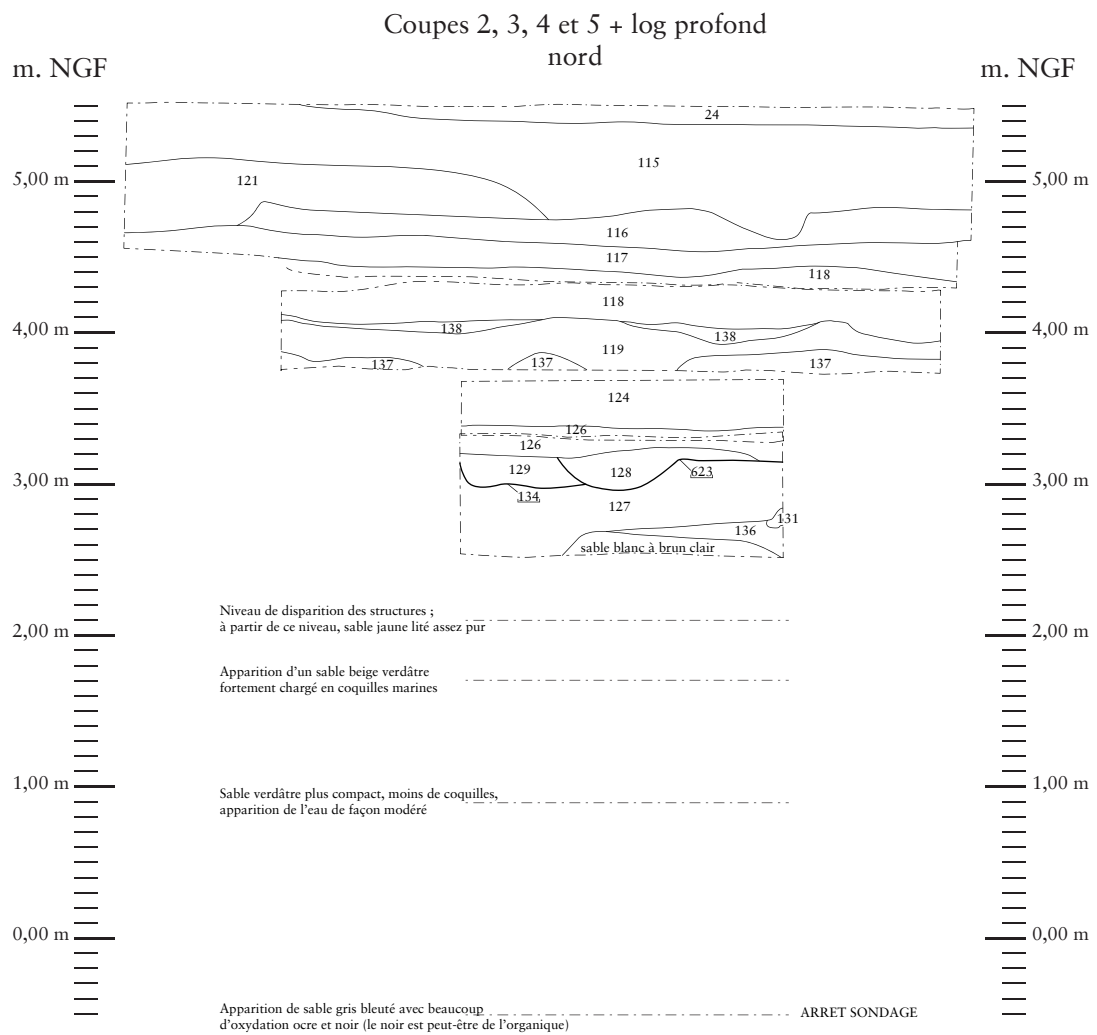 Coupes 2, 3, 4 et 5 + log profond
nord
m. NGF
m. NGF
24
115
5,00 m
121
5,00 m
116
117
118
118
4,00 m
138
138
4,00 m
119
137
137
137
124
126
126
129
128
623
3,00 m
134
3,00 m
127
131
136
sable blanc à brun clair
Niveau de disparition des structures ;
à partir de ce niveau, sable jaune lité assez pur
2,00 m
2,00 m
Apparition d'un sable beige verdâtre
fortement chargé en coquilles marines
1,00 m
1,00 m
Sable verdâtre plus compact, moins de coquilles,
apparition de l'eau de façon modéré
0,00 m
0,00 m
Apparition de sable gris bleuté avec beaucoup
d'oxydation ocre et noir (le noir est peut-être de l'organique)
ARRET SONDAGE